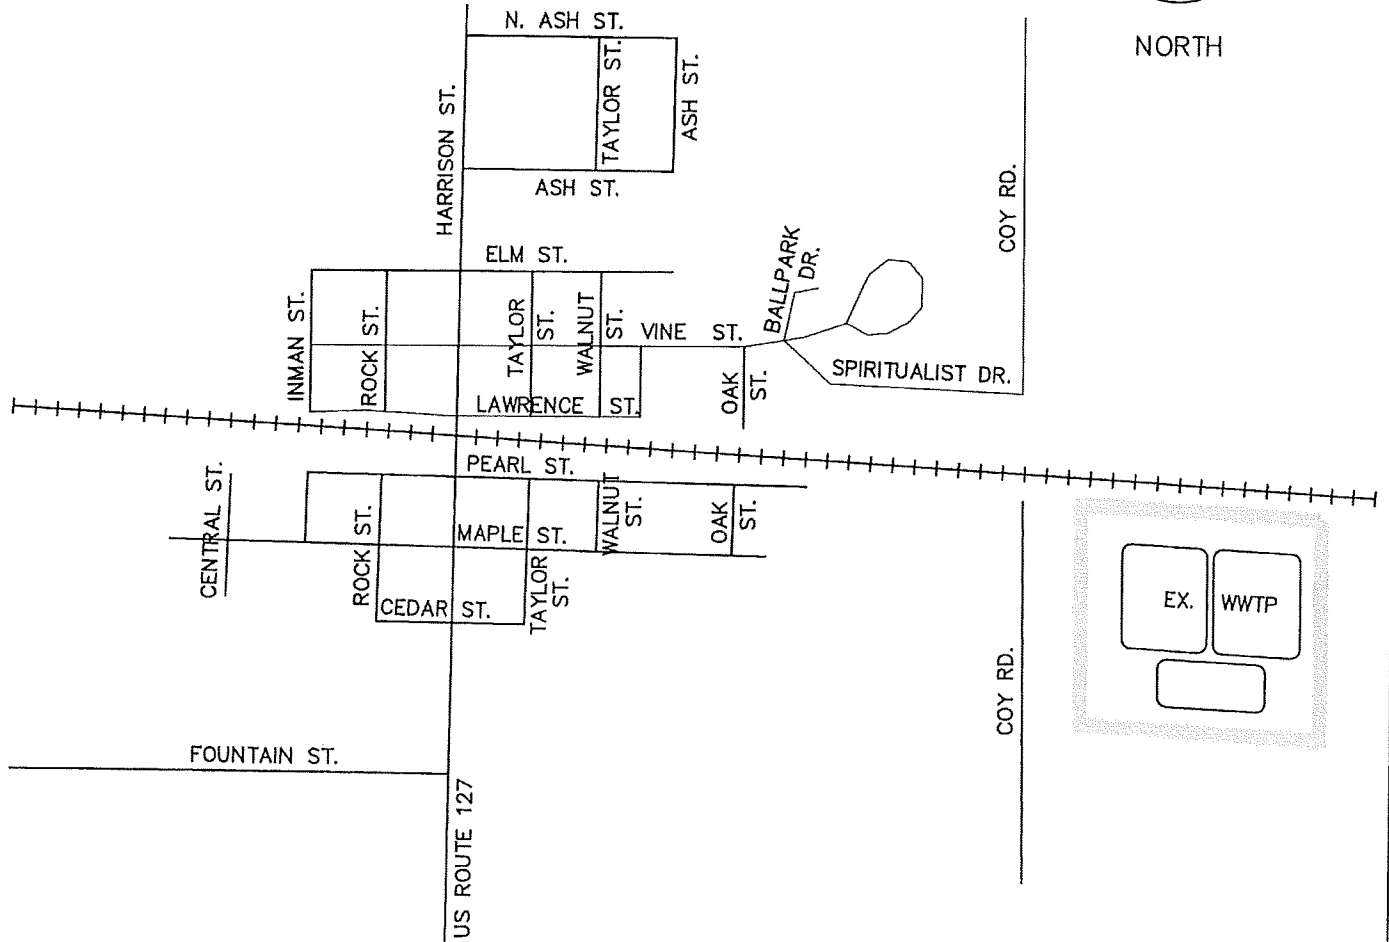 N. ASH ST.
NORTH
HARRISON ST.
TAYLOR ST.
ASH ST.
ASH ST.
COY RD.
ELM ST.
BALLPARK
DR.
INMAN ST.
ROCK ST.
TAYLOR
ST.
WALNUT
ST.
VINE ST.
SPIRITUALIST DR.
OAK
ST.
LAWRENCE ST.
PEARL ST.
CENTRAL ST.
ROCK ST.
MAPLE ST.
WALNUT
ST.
OAK
ST.
TAYLOR
ST.
CEDAR ST.
EX. WWTP
COY RD.
FOUNTAIN ST.
US ROUTE 127